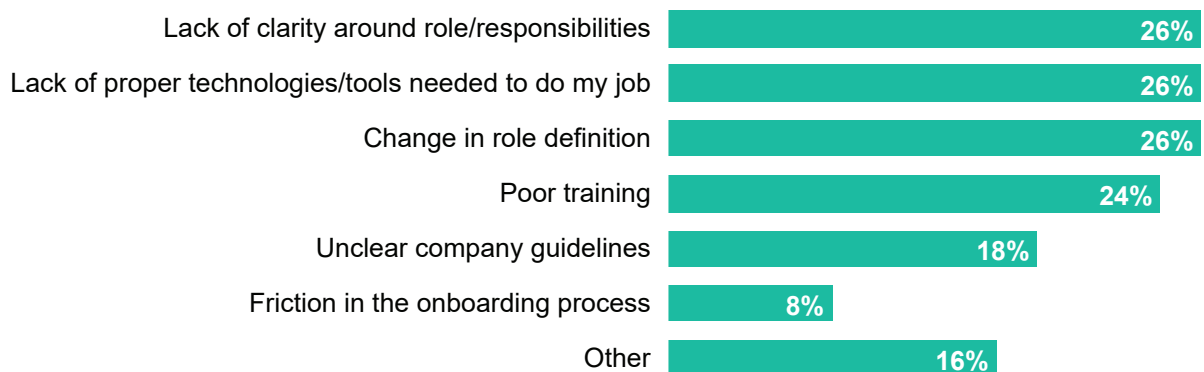 Lack of clarity around role/responsibilities 26%
Lack of proper technologies/tools needed to do my job 26%
Change in role definition 26%
Poor training 24%
Unclear company guidelines 18%
Friction in the onboarding process 8%
Other 16%